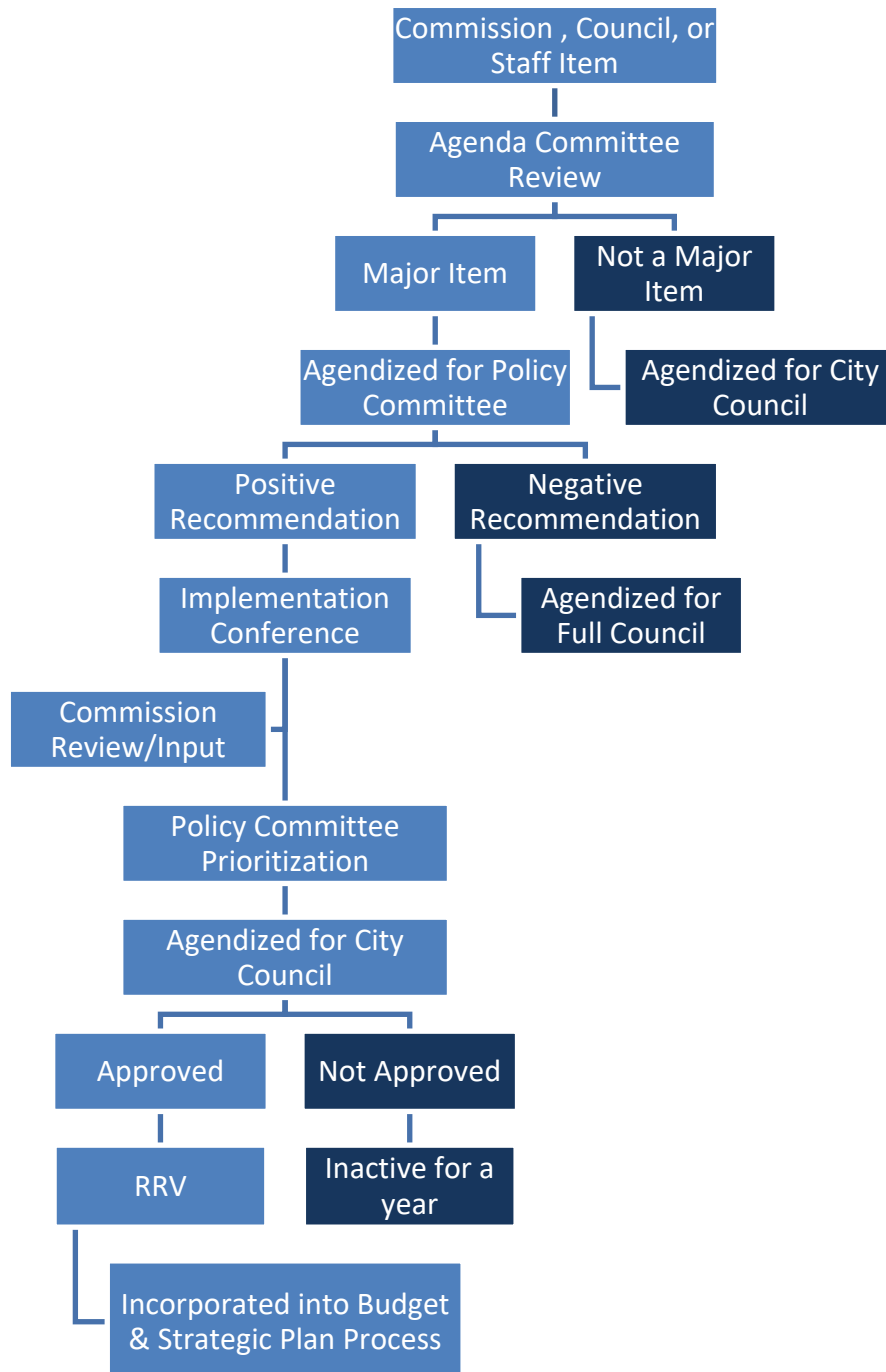 Commission , Council, or
Staff Item
Agenda Committee
Review
Major Item
Not a Major
Item
Agendized for Policy
Committee
Agendized for City
Council
Positive
Recommendation
Negative
Recommendation
Implementation
Conference
Agendized for
Full Council
Commission
Review/Input
Policy Committee
Prioritization
Agendized for City
Council
Approved
Not Approved
RRV
Inactive for a
year
Incorporated into Budget
& Strategic Plan Process